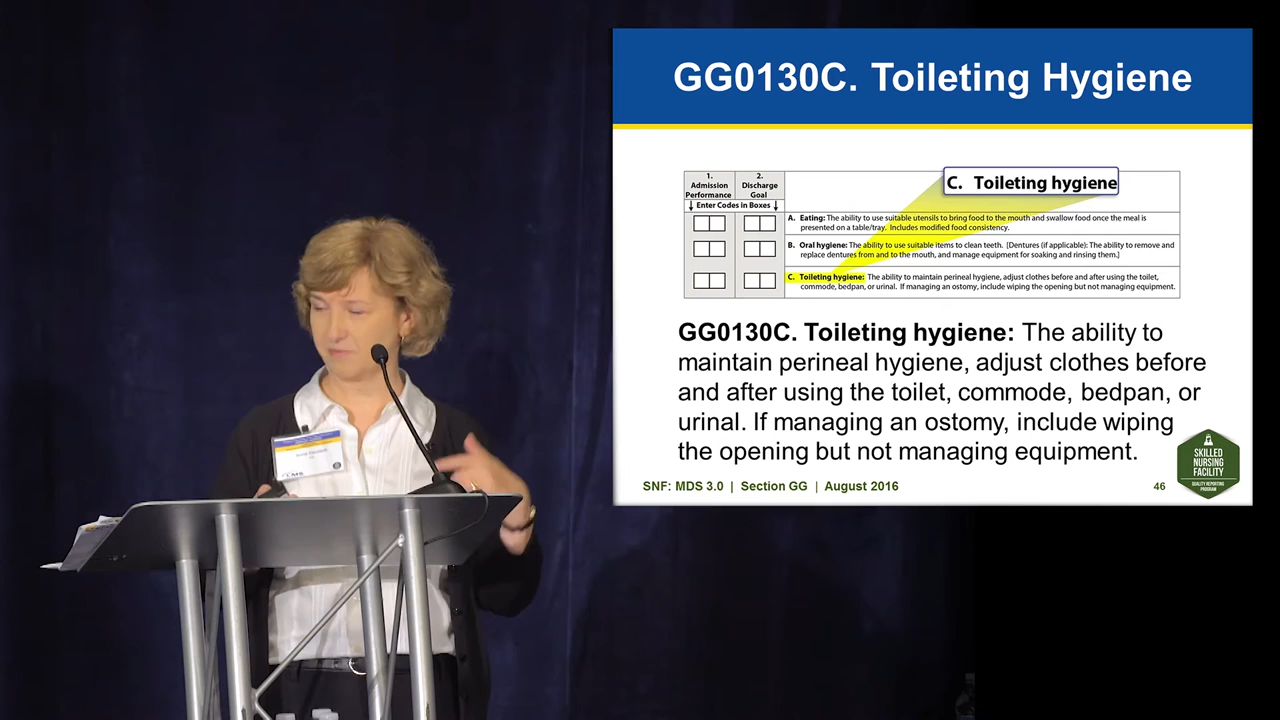 GG0130C. Toileting Hygiene
1.
Admission
Performance
2.
Discharge
Goal
↓ Enter Codes in Boxes ↓
C. Toileting hygiene
A. Eating: The ability to use suitable utensils to bring food to the mouth and swallow food once the meal is
presented on a table/tray. Includes modified food consistency.
B. Oral hygiene: The ability to use suitable items to clean teeth. [Dentures (if applicable): The ability to remove and
replace dentures from and to the mouth, and manage equipment for soaking and rinsing them.]
C. Toileting hygiene: The ability to maintain perineal hygiene, adjust clothes before and after using the toilet,
commode, bedpan, or urinal. If managing an ostomy, include wiping the opening but not managing equipment.
GG0130C. Toileting hygiene: The ability to
maintain perineal hygiene, adjust clothes before
and after using the toilet, commode, bedpan, or
urinal. If managing an ostomy, include wiping
the opening but not managing equipment.
SNF: MDS 3.0 | Section GG | August 2016
46
SKILLED
NURSING
FACILITY
QUALITY REPORTING
PROGRAM
CMS